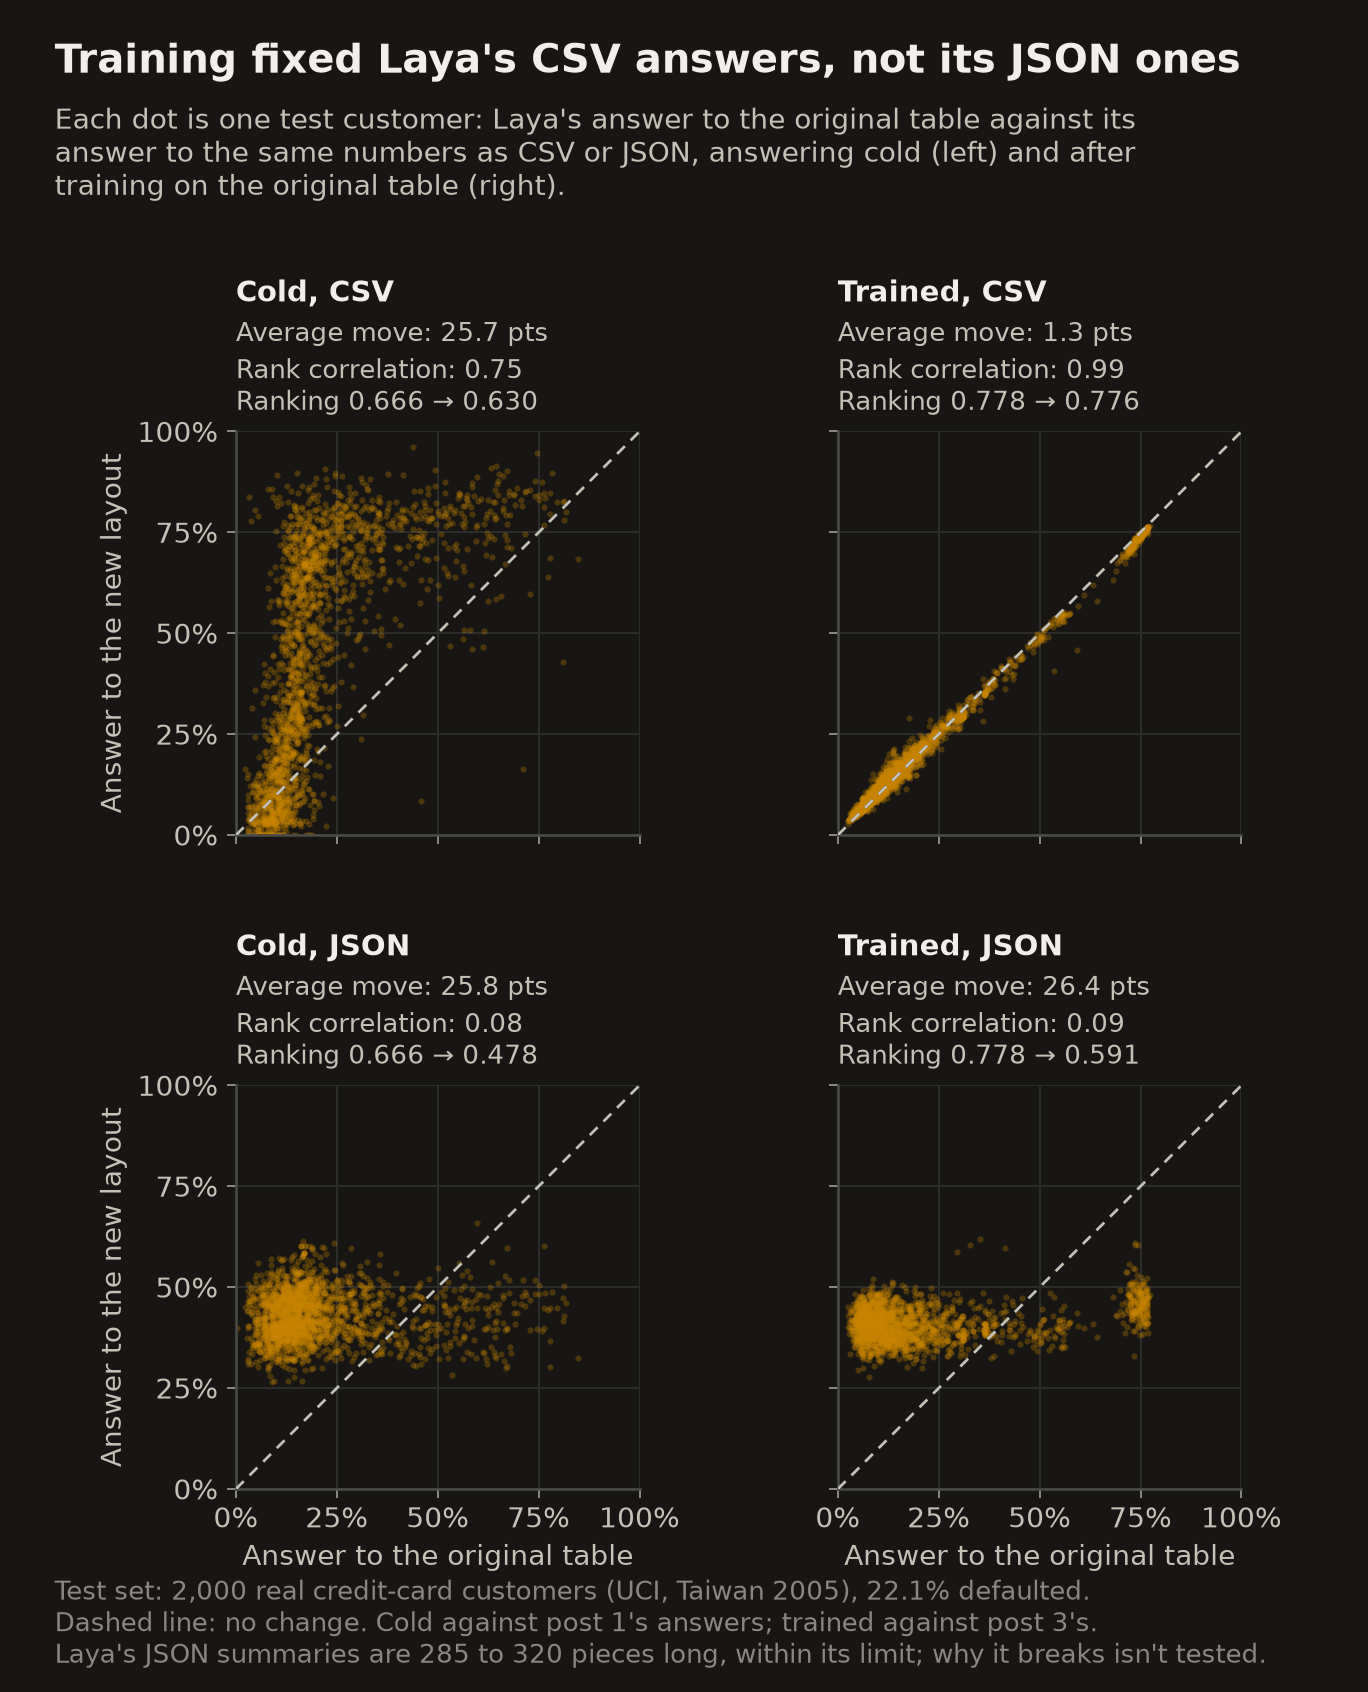 Training fixed Laya's CSV answers, not its JSON ones
Each dot is one test customer: Laya's answer to the original table against its
answer to the same numbers as CSV or JSON, answering cold (left) and after
training on the original table (right).
Cold, CSV
Average move: 25.7 pts
Rank correlation: 0.75
Ranking 0.666 → 0.630
Trained, CSV
Average move: 1.3 pts
Rank correlation: 0.99
Ranking 0.778 → 0.776
Answer to the new layout
100%
75%
50%
25%
0%
Cold, JSON
Average move: 25.8 pts
Rank correlation: 0.08
Ranking 0.666 → 0.478
Trained, JSON
Average move: 26.4 pts
Rank correlation: 0.09
Ranking 0.778 → 0.591
Answer to the new layout
100%
75%
50%
25%
0%
0% 25% 50% 75% 100%
Answer to the original table
0% 25% 50% 75% 100%
Answer to the original table
Test set: 2,000 real credit-card customers (UCI, Taiwan 2005), 22.1% defaulted.
Dashed line: no change. Cold against post 1's answers; trained against post 3's.
Laya's JSON summaries are 285 to 320 pieces long, within its limit; why it breaks isn't tested.